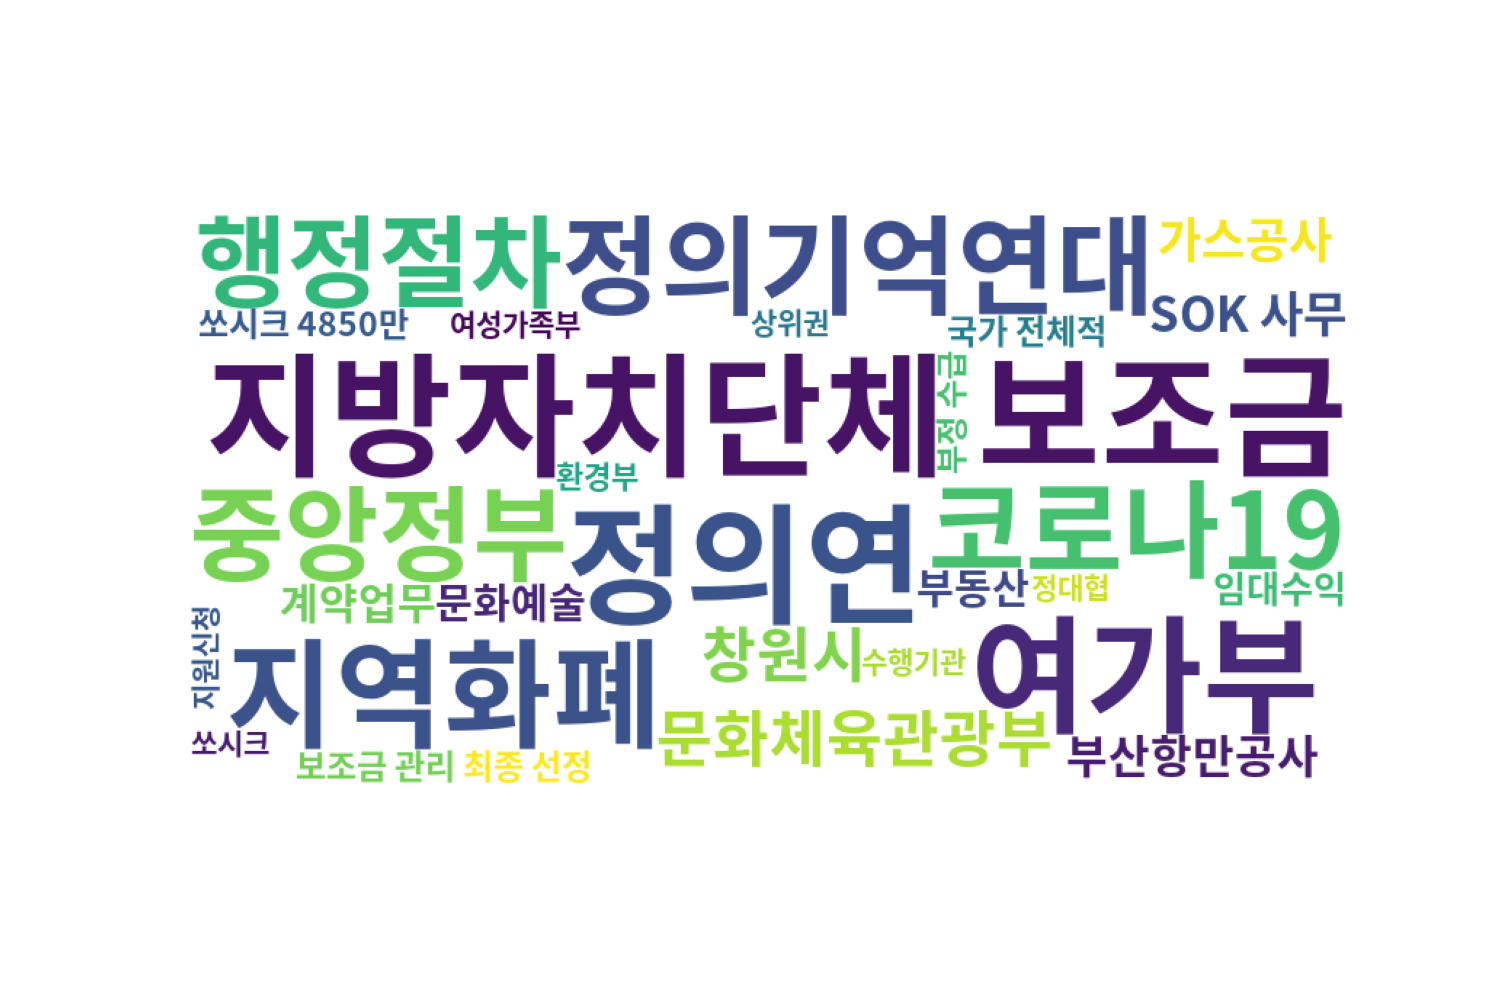 행정절차 정의기억연대 가스공사
쏘시크 4850만 여성가족부 상위권 국가 전체적 SOK 사무
지방자치단체 부정 수급 보조금
환경부
중앙정부 정의연 코로나19
계약업무 문화예술 부동산 정대협 임대수익
지원신청 지역화폐 창원시 수행기관 여가부
쏘시크 문화체육관광부 부산항만공사
보조금 관리 최종 선정